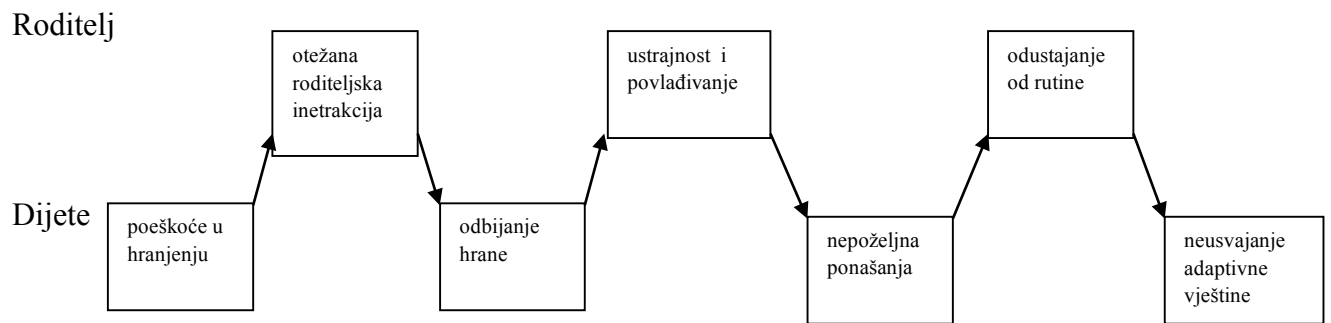 Roditelj
otežana
roditeljska
inetrakcija
ustrajnost i
povlađivanje
odustajanje
od rutine
Dijete
poeškoće u
hranjenju
odbijanje
hrane
nepoželjna
ponašanja
neusvajanje
adaptivne
vještine